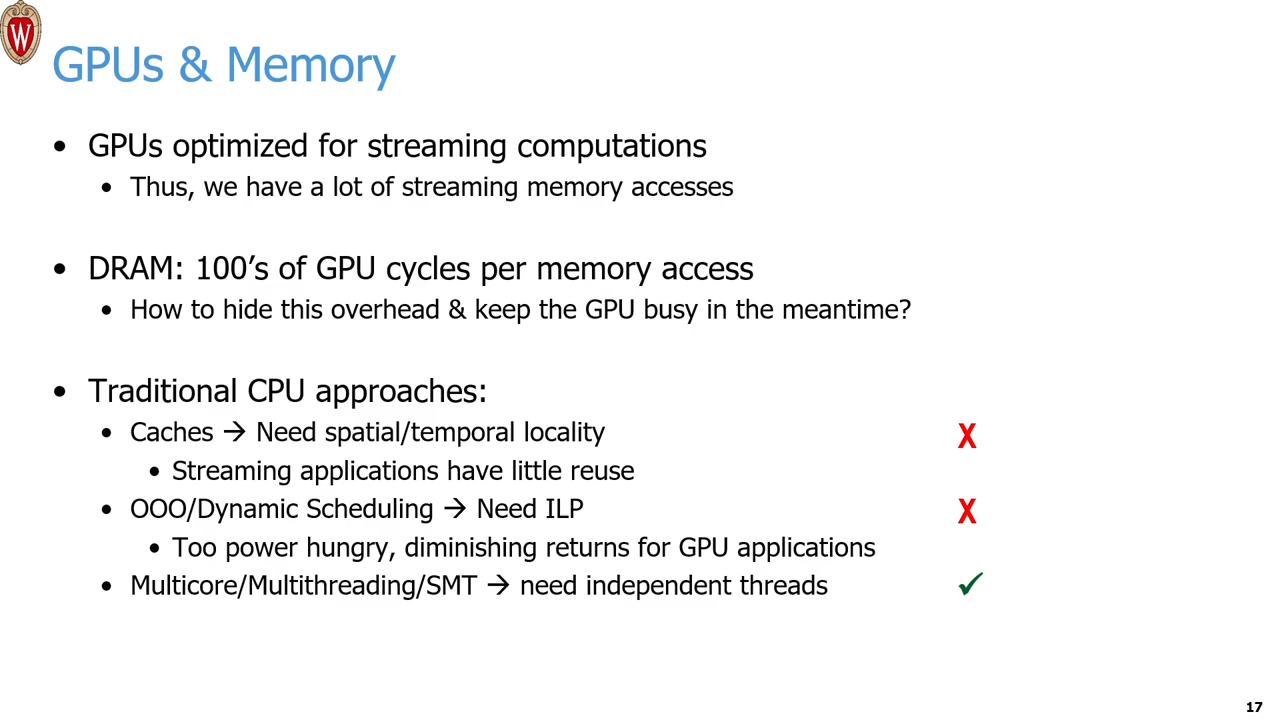 W
GPUs & Memory
• GPUs optimized for streaming computations
• Thus, we have a lot of streaming memory accesses
• DRAM: 100’s of GPU cycles per memory access
• How to hide this overhead & keep the GPU busy in the meantime?
• Traditional CPU approaches:
• Caches → Need spatial/temporal locality X
• Streaming applications have little reuse
• OOO/Dynamic Scheduling → Need ILP X
• Too power hungry, diminishing returns for GPU applications
• Multicore/Multithreading/SMT → need independent threads ✓
17